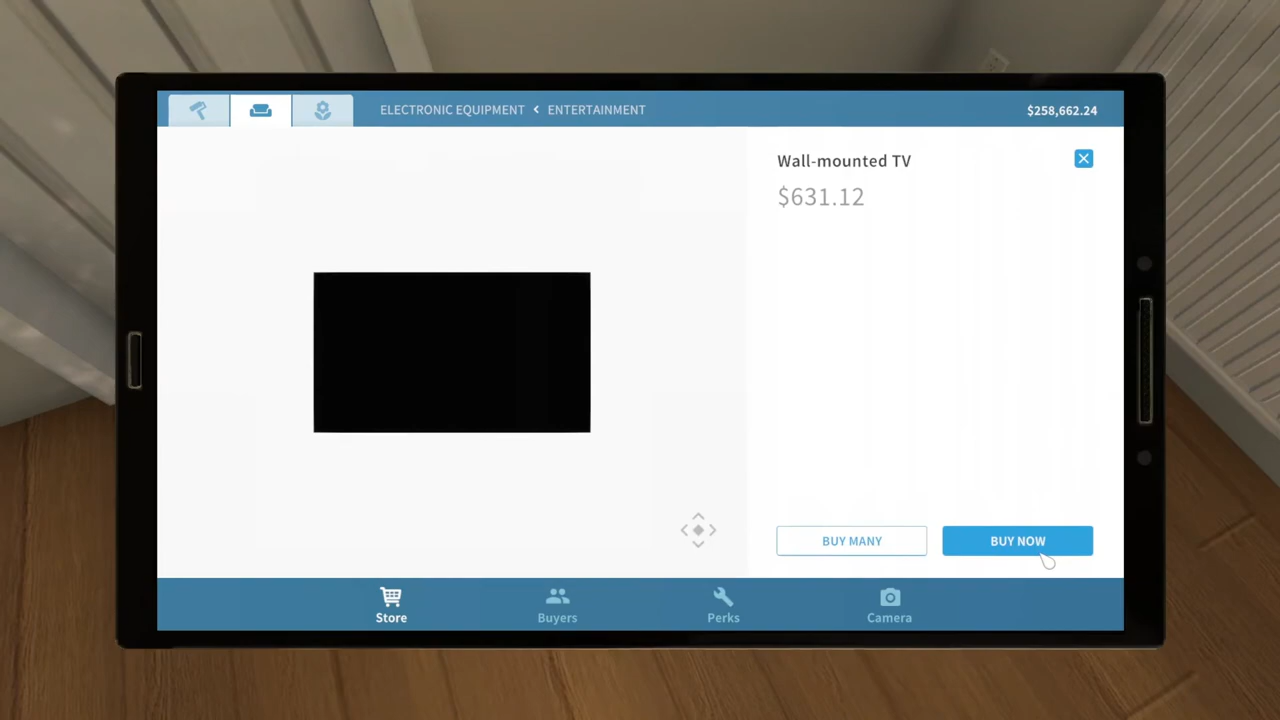 ELECTRONIC EQUIPMENT < ENTERTAINMENT
$258,662.24
Wall-mounted TV
$631.12
BUY MANY
BUY NOW
Store
Buyers
Perks
Camera